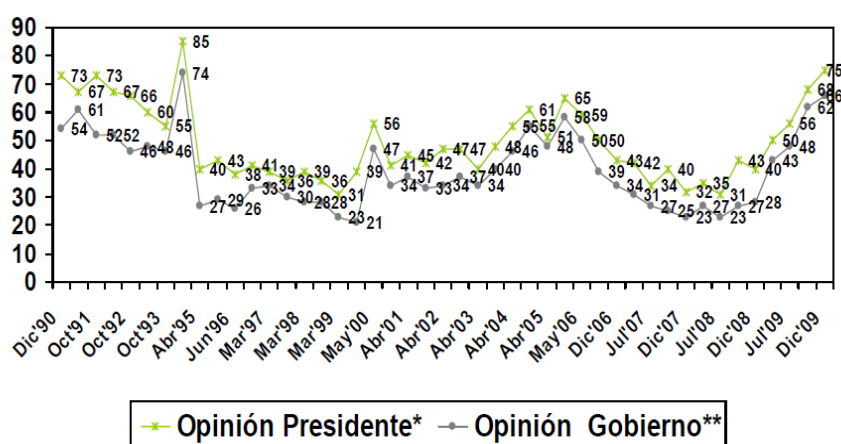 90
80
70
60
50
40
30
20
10
0
73 67 73 67 66 60 55 85 40 43 38 41 39 36 39 36 31 39 56 41 45 42 47 47 40 48 55 61 51 65 59 50 43 42 34 40 32 35 31 43 40 50 56 68 75
54 61 52 52 46 48 46 74 27 29 26 33 34 30 28 28 23 21 47 34 37 33 34 37 34 40 46 55 48 58 50 39 34 31 27 25 23 27 23 27 28 43 48 62 66
Dic'90 Oct'91 Oct'92 Oct'93 Abr'95 Jun'96 Mar'97 Mar'98 Mar'99 May'00 Abr'01 Abr'02 Abr'03 Abr'04 Abr'05 May'06 Dic'06 Jul'07 Dic'07 Jul'08 Dic'08 Jul'09 Dic'09
Opinión Presidente* Opinión Gobierno**